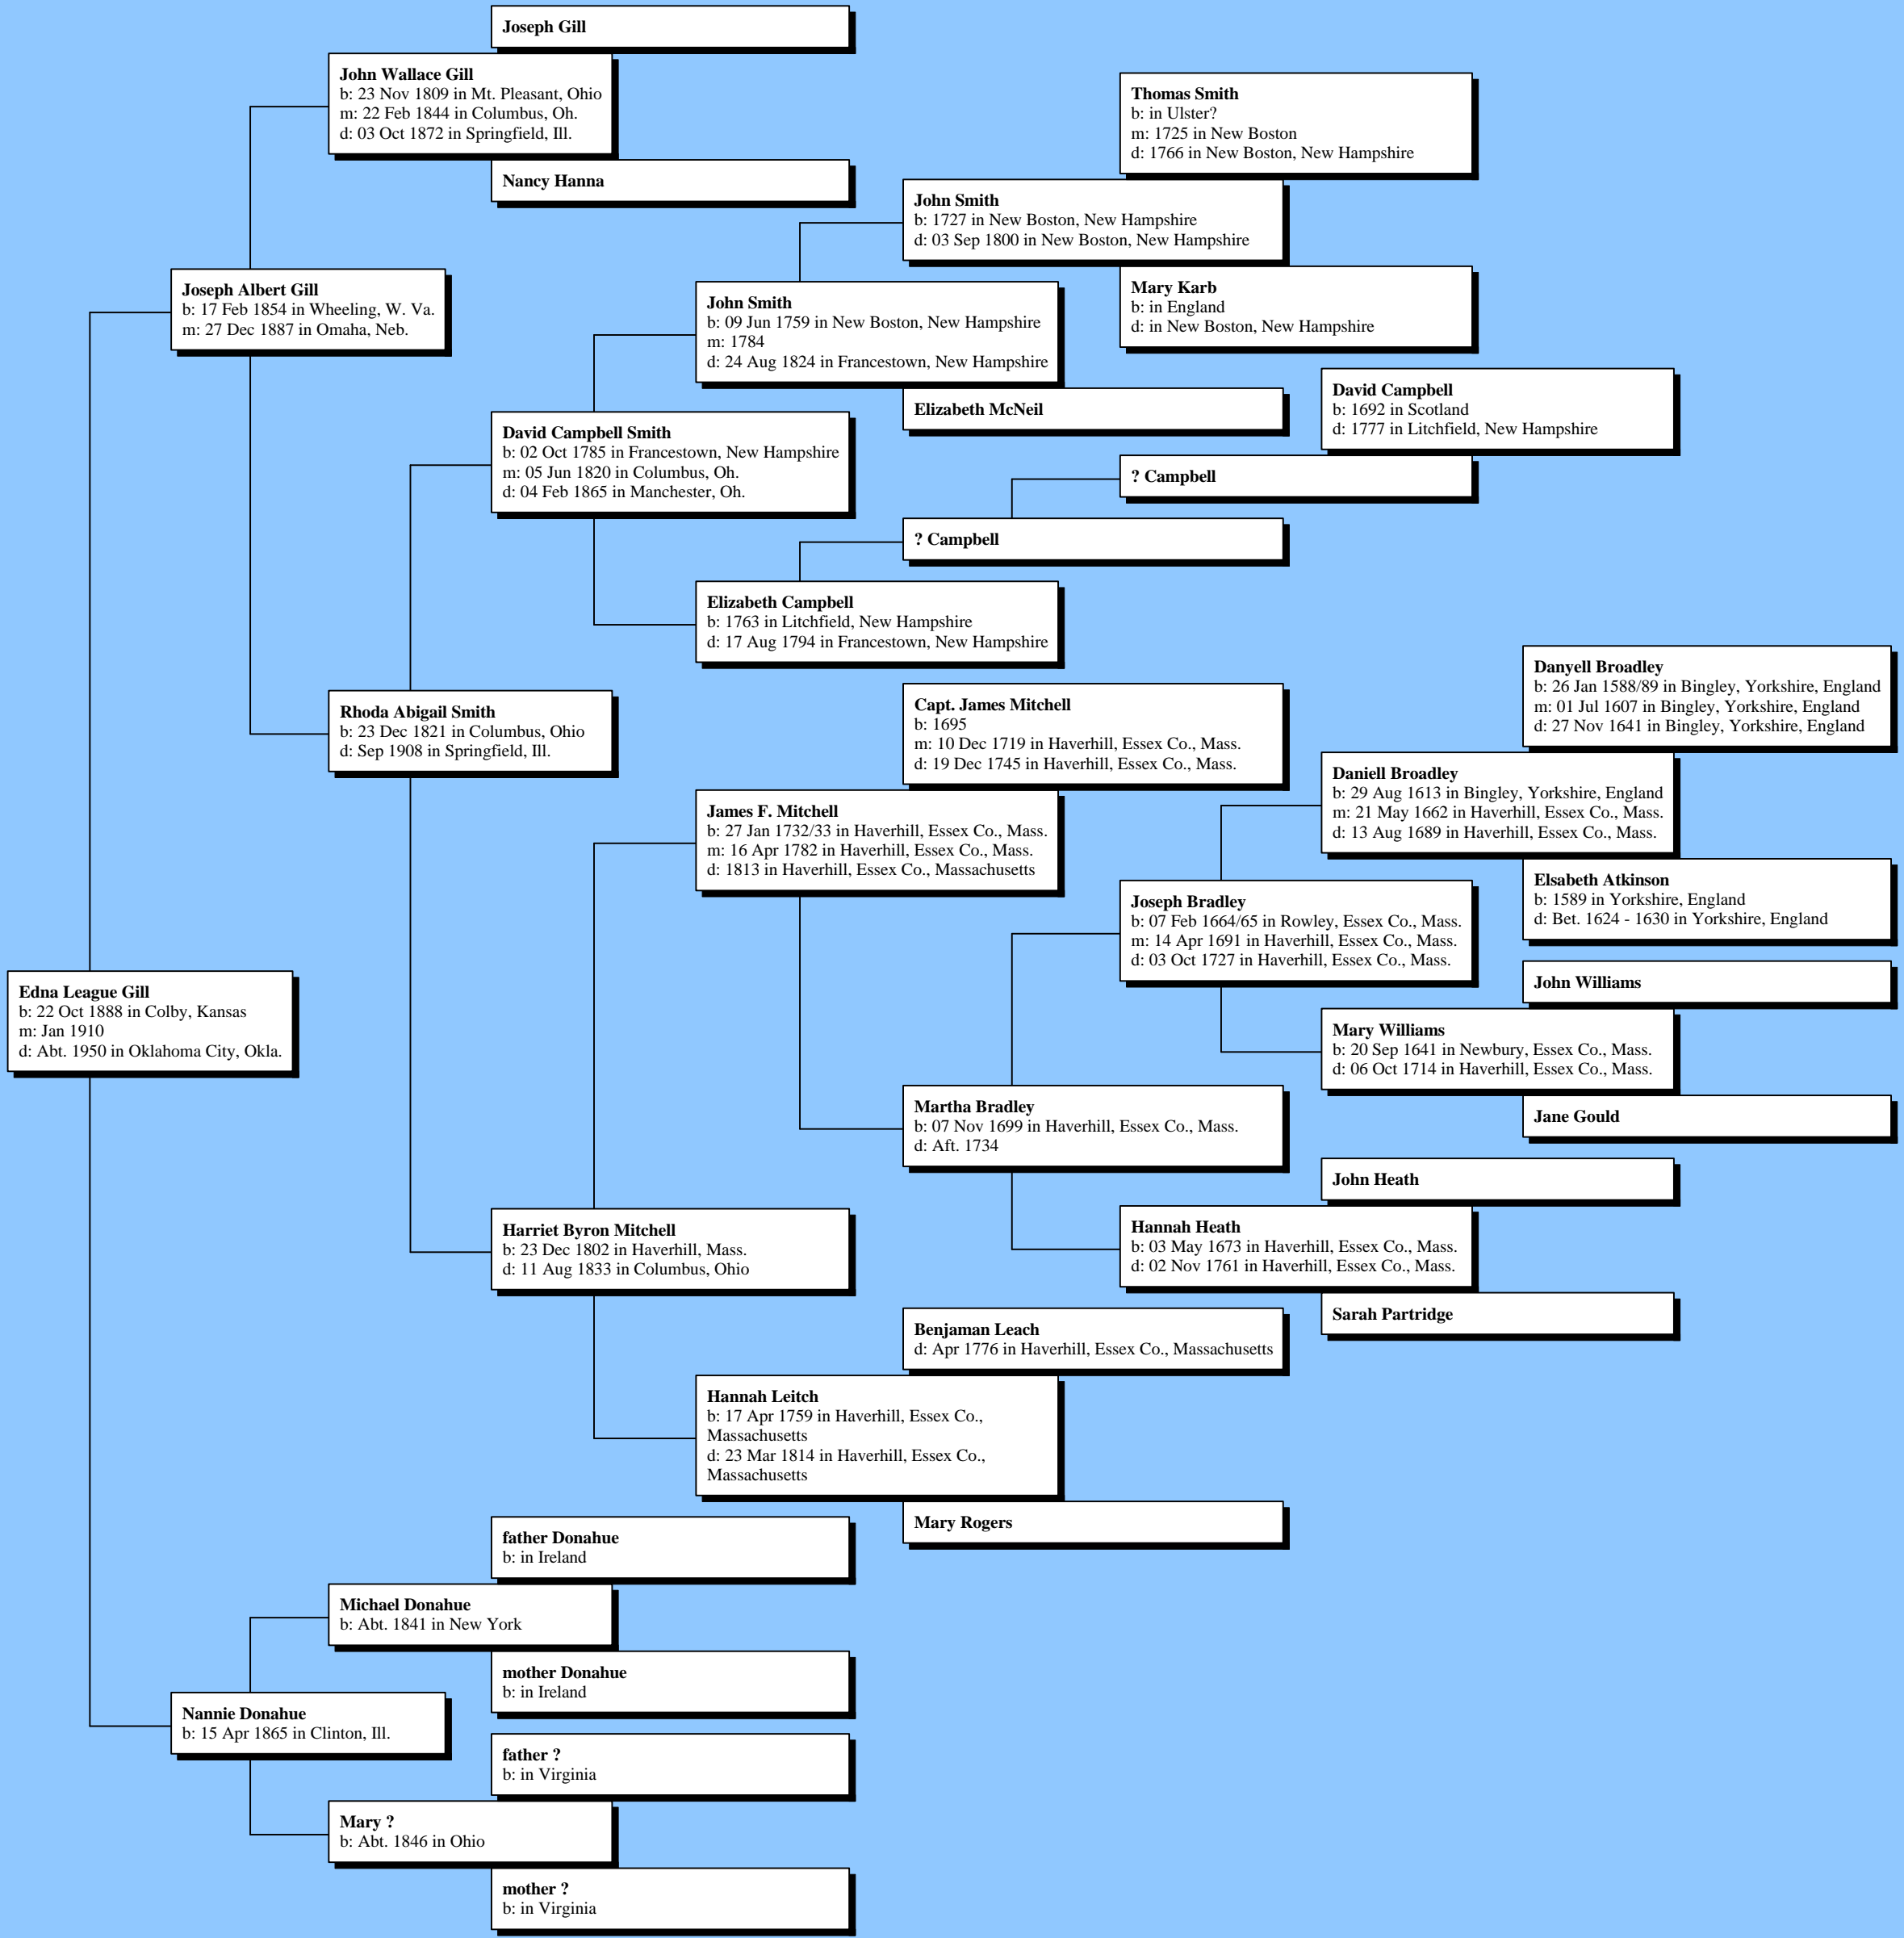 Joseph Gill
John Wallace Gill
b: 23 Nov 1809 in Mt. Pleasant, Ohio
m: 22 Feb 1844 in Columbus, Oh.
d: 03 Oct 1872 in Springfield, Ill.
Nancy Hanna
Thomas Smith
b: in Ulster?
m: 1725 in New Boston
d: 1766 in New Boston, New Hampshire
John Smith
b: 1727 in New Boston, New Hampshire
d: 03 Sep 1800 in New Boston, New Hampshire
Mary Karb
b: in England
d: in New Boston, New Hampshire
Joseph Albert Gill
b: 17 Feb 1854 in Wheeling, W. Va.
m: 27 Dec 1887 in Omaha, Neb.
John Smith
b: 09 Jun 1759 in New Boston, New Hampshire
m: 1784
d: 24 Aug 1824 in Francestown, New Hampshire
Elizabeth McNeil
David Campbell
b: 1692 in Scotland
d: 1777 in Litchfield, New Hampshire
David Campbell Smith
b: 02 Oct 1785 in Francestown, New Hampshire
m: 05 Jun 1820 in Columbus, Oh.
d: 04 Feb 1865 in Manchester, Oh.
? Campbell
? Campbell
Elizabeth Campbell
b: 1763 in Litchfield, New Hampshire
d: 17 Aug 1794 in Francestown, New Hampshire
Rhoda Abigail Smith
b: 23 Dec 1821 in Columbus, Ohio
d: Sep 1908 in Springfield, Ill.
Capt. James Mitchell
b: 1695
m: 10 Dec 1719 in Haverhill, Essex Co., Mass.
d: 19 Dec 1745 in Haverhill, Essex Co., Mass.
Danyell Broadley
b: 26 Jan 1588/89 in Bingley, Yorkshire, England
m: 01 Jul 1607 in Bingley, Yorkshire, England
d: 27 Nov 1641 in Bingley, Yorkshire, England
Daniell Broadley
b: 29 Aug 1613 in Bingley, Yorkshire, England
m: 21 May 1662 in Haverhill, Essex Co., Mass.
d: 13 Aug 1689 in Haverhill, Essex Co., Mass.
James F. Mitchell
b: 27 Jan 1732/33 in Haverhill, Essex Co., Mass.
m: 16 Apr 1782 in Haverhill, Essex Co., Mass.
d: 1813 in Haverhill, Essex Co., Massachusetts
Elsabeth Atkinson
b: 1589 in Yorkshire, England
d: Bet. 1624 - 1630 in Yorkshire, England
Joseph Bradley
b: 07 Feb 1664/65 in Rowley, Essex Co., Mass.
m: 14 Apr 1691 in Haverhill, Essex Co., Mass.
d: 03 Oct 1727 in Haverhill, Essex Co., Mass.
John Williams
Edna League Gill
b: 22 Oct 1888 in Colby, Kansas
m: Jan 1910
d: Abt. 1950 in Oklahoma City, Okla.
Mary Williams
b: 20 Sep 1641 in Newbury, Essex Co., Mass.
d: 06 Oct 1714 in Haverhill, Essex Co., Mass.
Jane Gould
Martha Bradley
b: 07 Nov 1699 in Haverhill, Essex Co., Mass.
d: Aft. 1734
John Heath
Hannah Heath
b: 03 May 1673 in Haverhill, Essex Co., Mass.
d: 02 Nov 1761 in Haverhill, Essex Co., Mass.
Sarah Partridge
Harriet Byron Mitchell
b: 23 Dec 1802 in Haverhill, Mass.
d: 11 Aug 1833 in Columbus, Ohio
Benjaman Leach
d: Apr 1776 in Haverhill, Essex Co., Massachusetts
Hannah Leitch
b: 17 Apr 1759 in Haverhill, Essex Co.,
Massachusetts
d: 23 Mar 1814 in Haverhill, Essex Co.,
Massachusetts
Mary Rogers
father Donahue
b: in Ireland
Michael Donahue
b: Abt. 1841 in New York
mother Donahue
b: in Ireland
Nannie Donahue
b: 15 Apr 1865 in Clinton, Ill.
father ?
b: in Virginia
Mary ?
b: Abt. 1846 in Ohio
mother ?
b: in Virginia